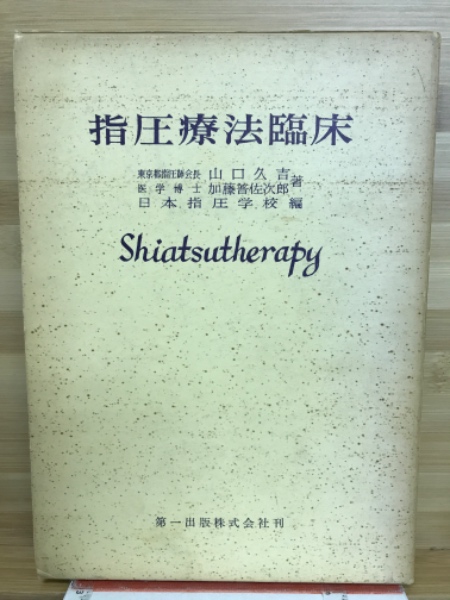 指圧療法臨床
東京都指圧師会長 山口久吉
医学博士 加藤普佐次郎 著
日本指圧学校編
Shiatsutherapy
第一出版株式会社刊